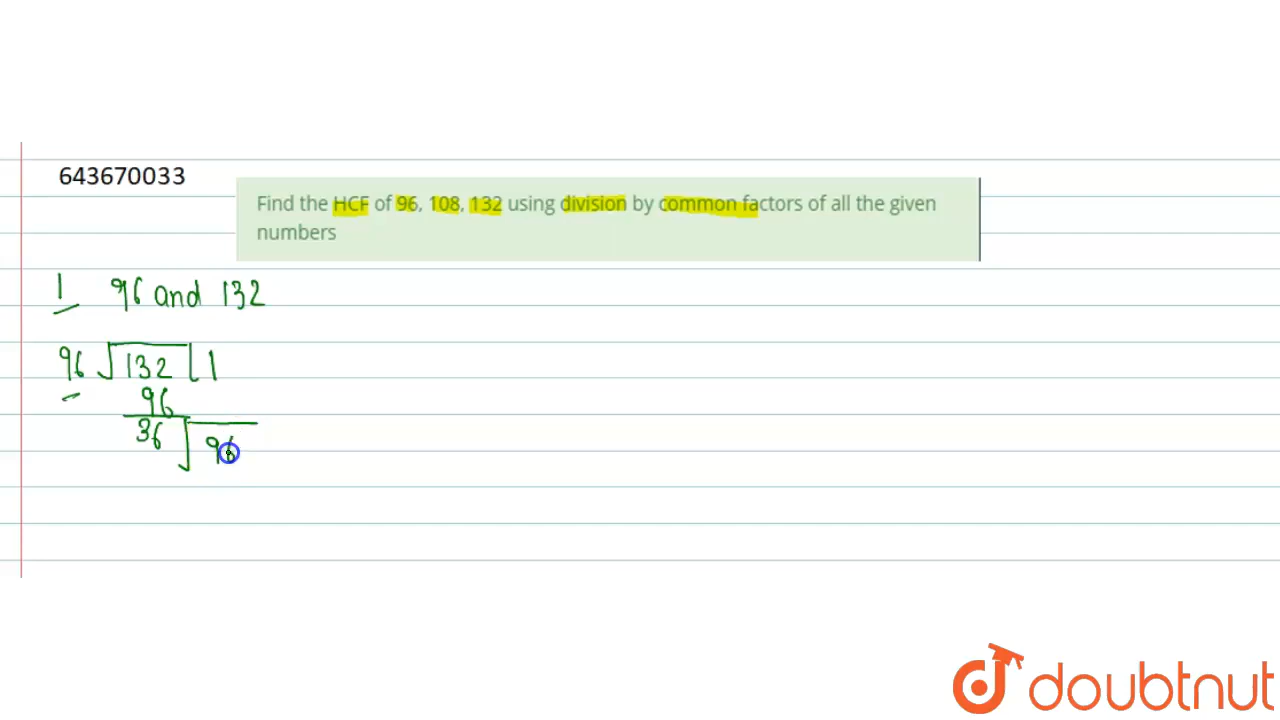 643670033
Find the HCF of 96, 108, 132 using division by common factors of all the given
numbers
1 96 and 132
96 132 1
96
36 96
doubtnut